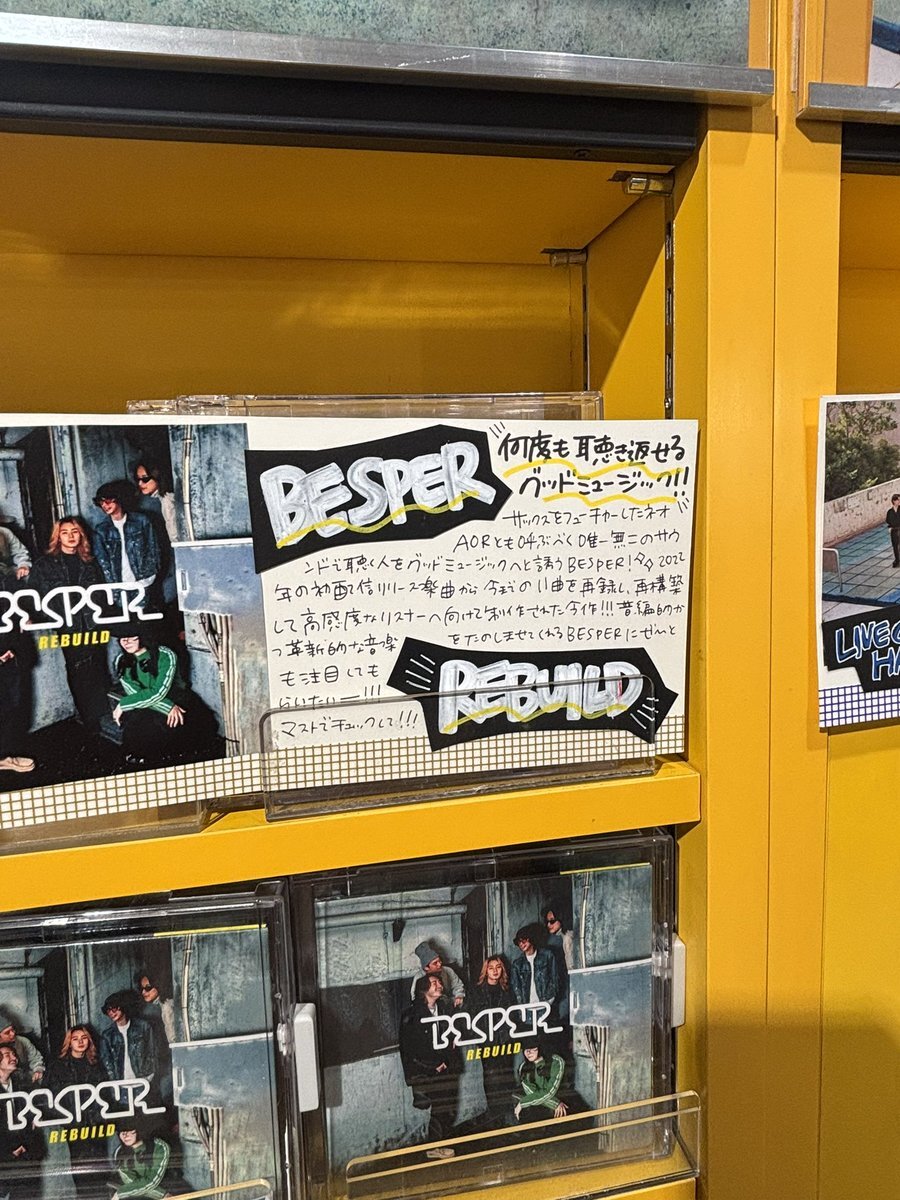 BESPER
何度も聴き返せる
グッドミュージック!!
サックスをフューチャーしたネオ
AORとも呼ぶべく唯一無二のサウ
ンドで聴く人をグッドミュージックへと誘うBESPER!! 2022
年の初配信リリース楽曲から今までの11曲を再録し、再構築
して高感度なリスナーへ向けて制作された今作!!! 普遍的か
つ革新的な音楽をたのしませてくれるBESPERにぜひと
も注目しても
らいたいー!!!
マストでチェックして!!!
REBUILD
BESPER
REBUILD
LIVE
HA
BESPER
REBUILD
BESPER
REBUILD